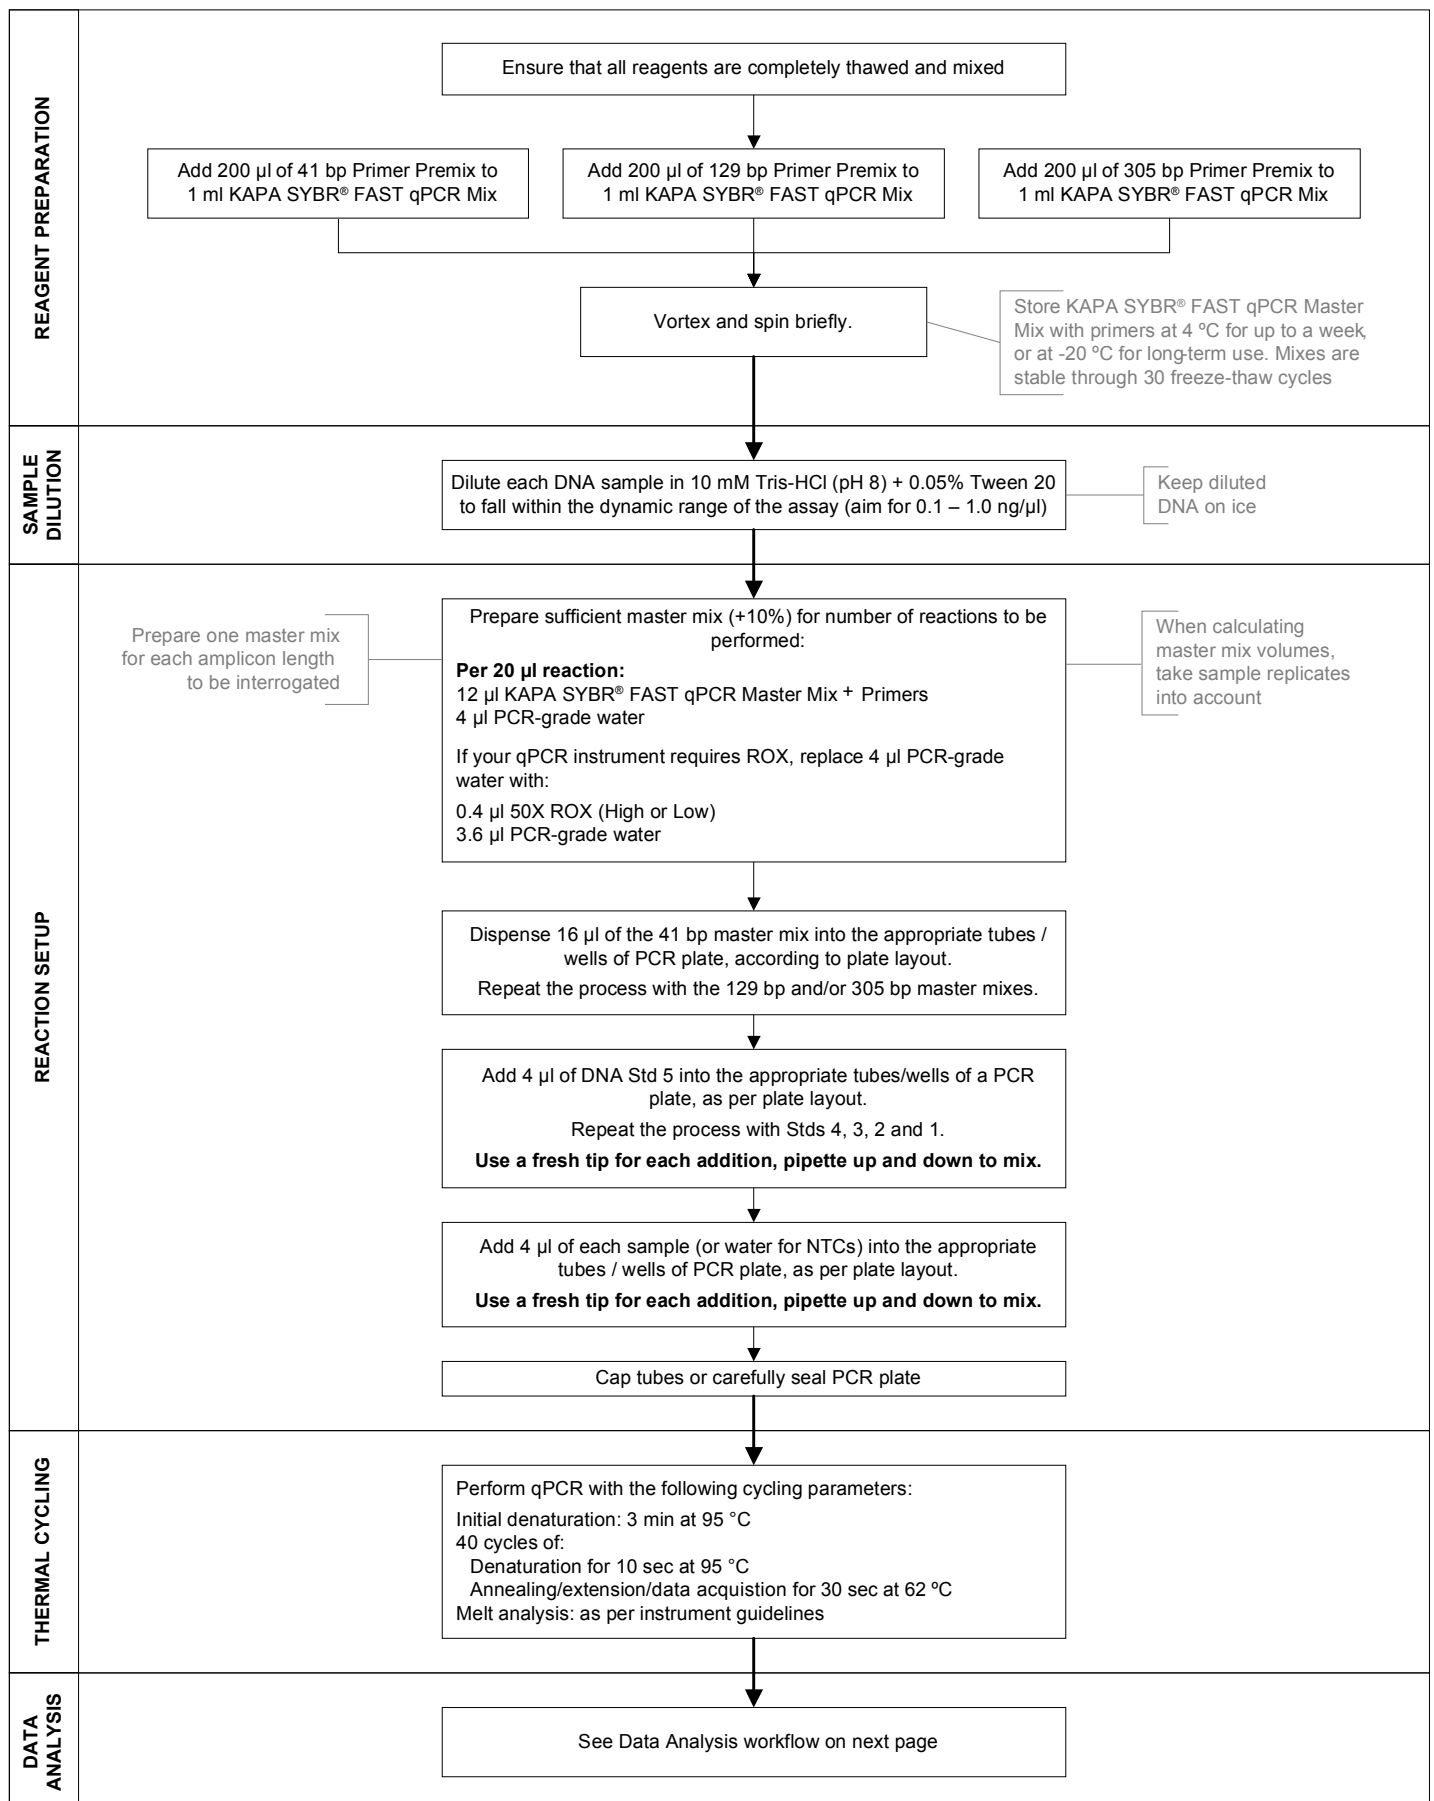 REAGENT PREPARATION
Ensure that all reagents are completely thawed and mixed
Add 200 µl of 41 bp Primer Premix to
1 ml KAPA SYBR® FAST qPCR Mix
Add 200 µl of 129 bp Primer Premix to
1 ml KAPA SYBR® FAST qPCR Mix
Add 200 µl of 305 bp Primer Premix to
1 ml KAPA SYBR® FAST qPCR Mix
Vortex and spin briefly.
Store KAPA SYBR® FAST qPCR Master
Mix with primers at 4 ºC for up to a week,
or at -20 ºC for long-term use. Mixes are
stable through 30 freeze-thaw cycles
SAMPLE
DILUTION
Dilute each DNA sample in 10 mM Tris-HCl (pH 8) + 0.05% Tween 20
to fall within the dynamic range of the assay (aim for 0.1 – 1.0 ng/µl)
Keep diluted
DNA on ice
REACTION SETUP
Prepare one master mix
for each amplicon length
to be interrogated
Prepare sufficient master mix (+10%) for number of reactions to be
performed:
Per 20 µl reaction:
12 µl KAPA SYBR® FAST qPCR Master Mix + Primers
4 µl PCR-grade water
If your qPCR instrument requires ROX, replace 4 µl PCR-grade
water with:
0.4 µl 50X ROX (High or Low)
3.6 µl PCR-grade water
When calculating
master mix volumes,
take sample replicates
into account
Dispense 16 µl of the 41 bp master mix into the appropriate tubes /
wells of PCR plate, according to plate layout.
Repeat the process with the 129 bp and/or 305 bp master mixes.
Add 4 µl of DNA Std 5 into the appropriate tubes/wells of a PCR
plate, as per plate layout.
Repeat the process with Stds 4, 3, 2 and 1.
Use a fresh tip for each addition, pipette up and down to mix.
Add 4 µl of each sample (or water for NTCs) into the appropriate
tubes / wells of PCR plate, as per plate layout.
Use a fresh tip for each addition, pipette up and down to mix.
Cap tubes or carefully seal PCR plate
THERMAL CYCLING
Perform qPCR with the following cycling parameters:
Initial denaturation: 3 min at 95 °C
40 cycles of:
Denaturation for 10 sec at 95 °C
Annealing/extension/data acquistion for 30 sec at 62 ºC
Melt analysis: as per instrument guidelines
DATA
ANALYSIS
See Data Analysis workflow on next page